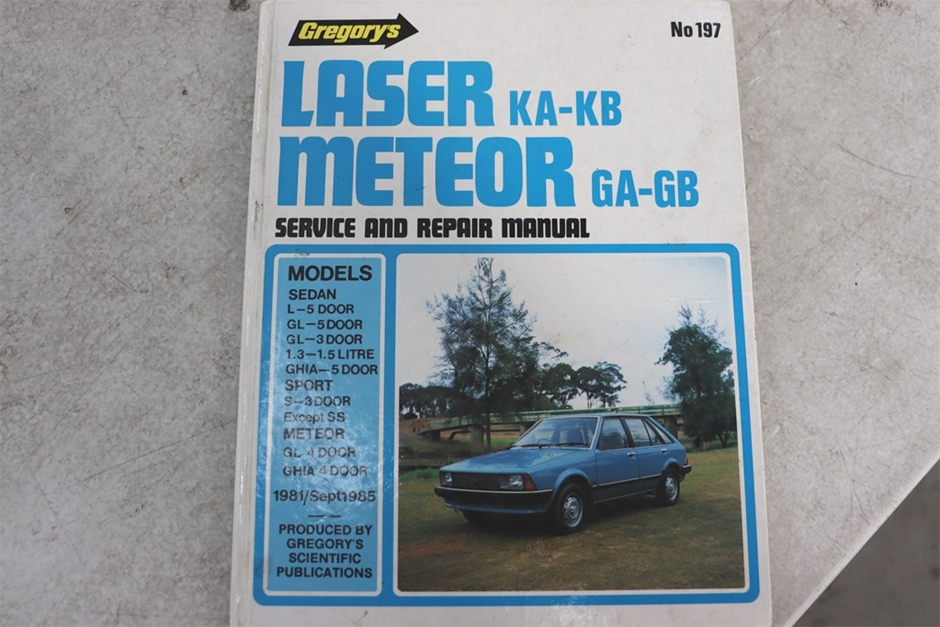 Gregory's
No 197
LASER KA-KB
METEOR GA-GB
SERVICE AND REPAIR MANUAL
MODELS
SEDAN
L-5 DOOR
GL-5 DOOR
GL-3 DOOR
1.3-1.5 LITRE
GHIA-5 DOOR
SPORT
S-3 DOOR
Except SS
METEOR
GL 4 DOOR
GHIA 4 DOOR
1981/Sept1985
PRODUCED BY
GREGORY'S
SCIENTIFIC
PUBLICATIONS